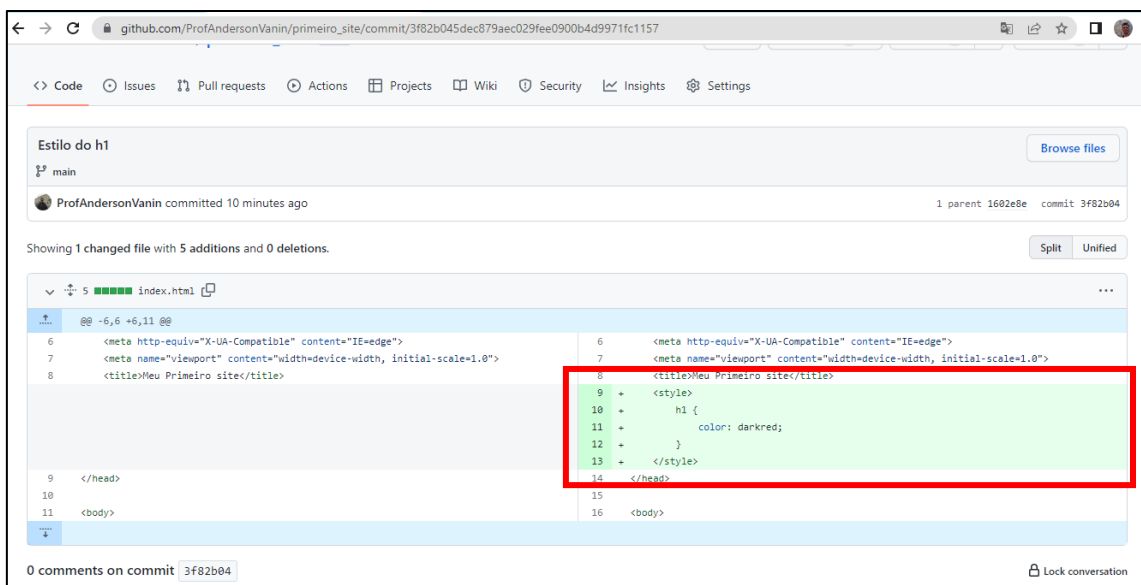 github.com/ProfAndersonVanin/primeiro_site/commit/3f82b045dec879aec029fee0900b4d9971fc1157
<> Code Issues Pull requests Actions Projects Wiki Security Insights Settings
Estilo do h1 Browse files
main
ProfAndersonVanin committed 10 minutes ago 1 parent 1602e8e commit 3f82b04
Showing 1 changed file with 5 additions and 0 deletions. Split Unified
5 index.html ...
@@ -6,6 +6,11 @@
6 <meta http-equiv="X-UA-Compatible" content="IE=edge"> 6 <meta http-equiv="X-UA-Compatible" content="IE=edge">
7 <meta name="viewport" content="width=device-width, initial-scale=1.0"> 7 <meta name="viewport" content="width=device-width, initial-scale=1.0">
8 <title>Meu Primeiro site</title> 8 <title>Meu Primeiro site</title>
9 + <style>
10 + h1 {
11 + color: darkred;
12 + }
13 + </style>
9 </head> 14 </head>
10 15
11 <body> 16 <body>
0 comments on commit 3f82b04 Lock conversation